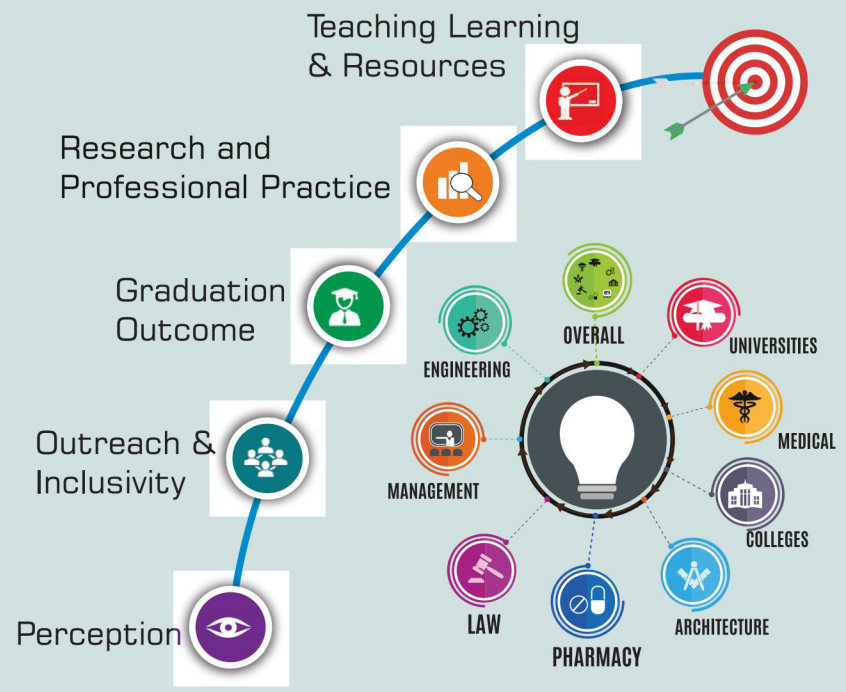 Teaching Learning
& Resources
Research and
Professional Practice
Graduation
Outcome
Outreach &
Inclusivity
Perception
OVERALL
UNIVERSITIES
MEDICAL
COLLEGES
ARCHITECTURE
PHARMACY
LAW
MANAGEMENT
ENGINEERING